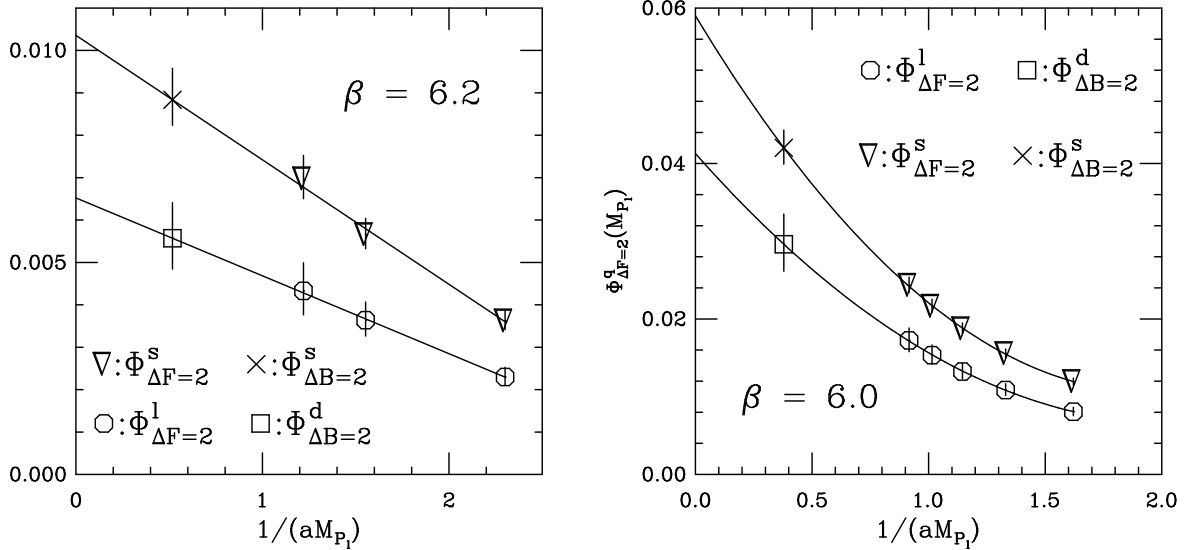 0.010
0.005
0.000
β = 6.2
▽:Φ^s_ΔF=2 ×:Φ^s_ΔB=2
○:Φ^l_ΔF=2 □:Φ^d_ΔB=2
0 1 2
1/(aM_P_l)
0.06
0.04
0.02
0.00
Φ^q_ΔF=2(M_P_l)
○:Φ^l_ΔF=2 □:Φ^d_ΔB=2
▽:Φ^s_ΔF=2 ×:Φ^s_ΔB=2
β = 6.0
0.0 0.5 1.0 1.5 2.0
1/(aM_P_l)